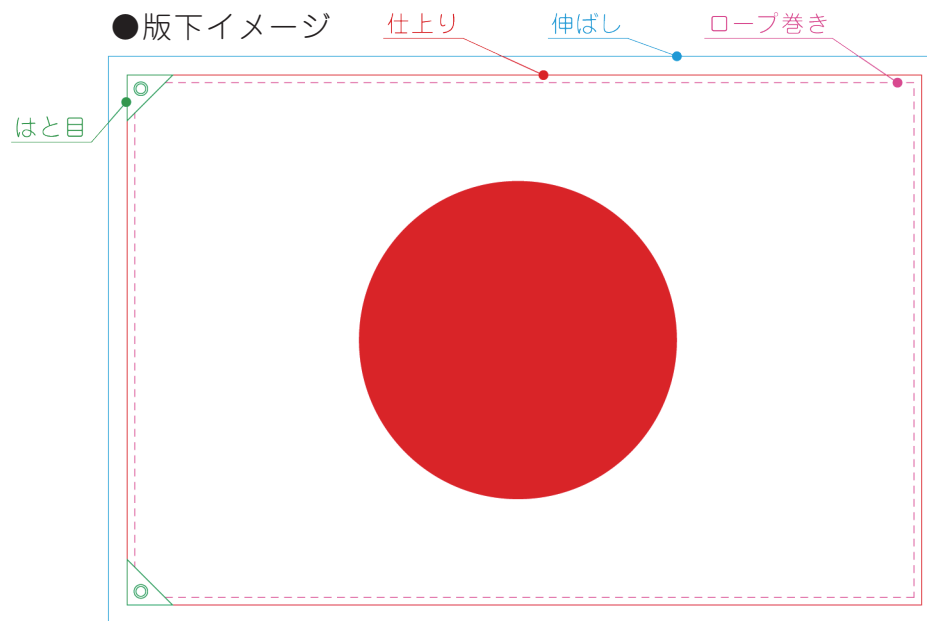 ●版下イメージ
仕上り
伸ばし
ロープ巻き
はと目